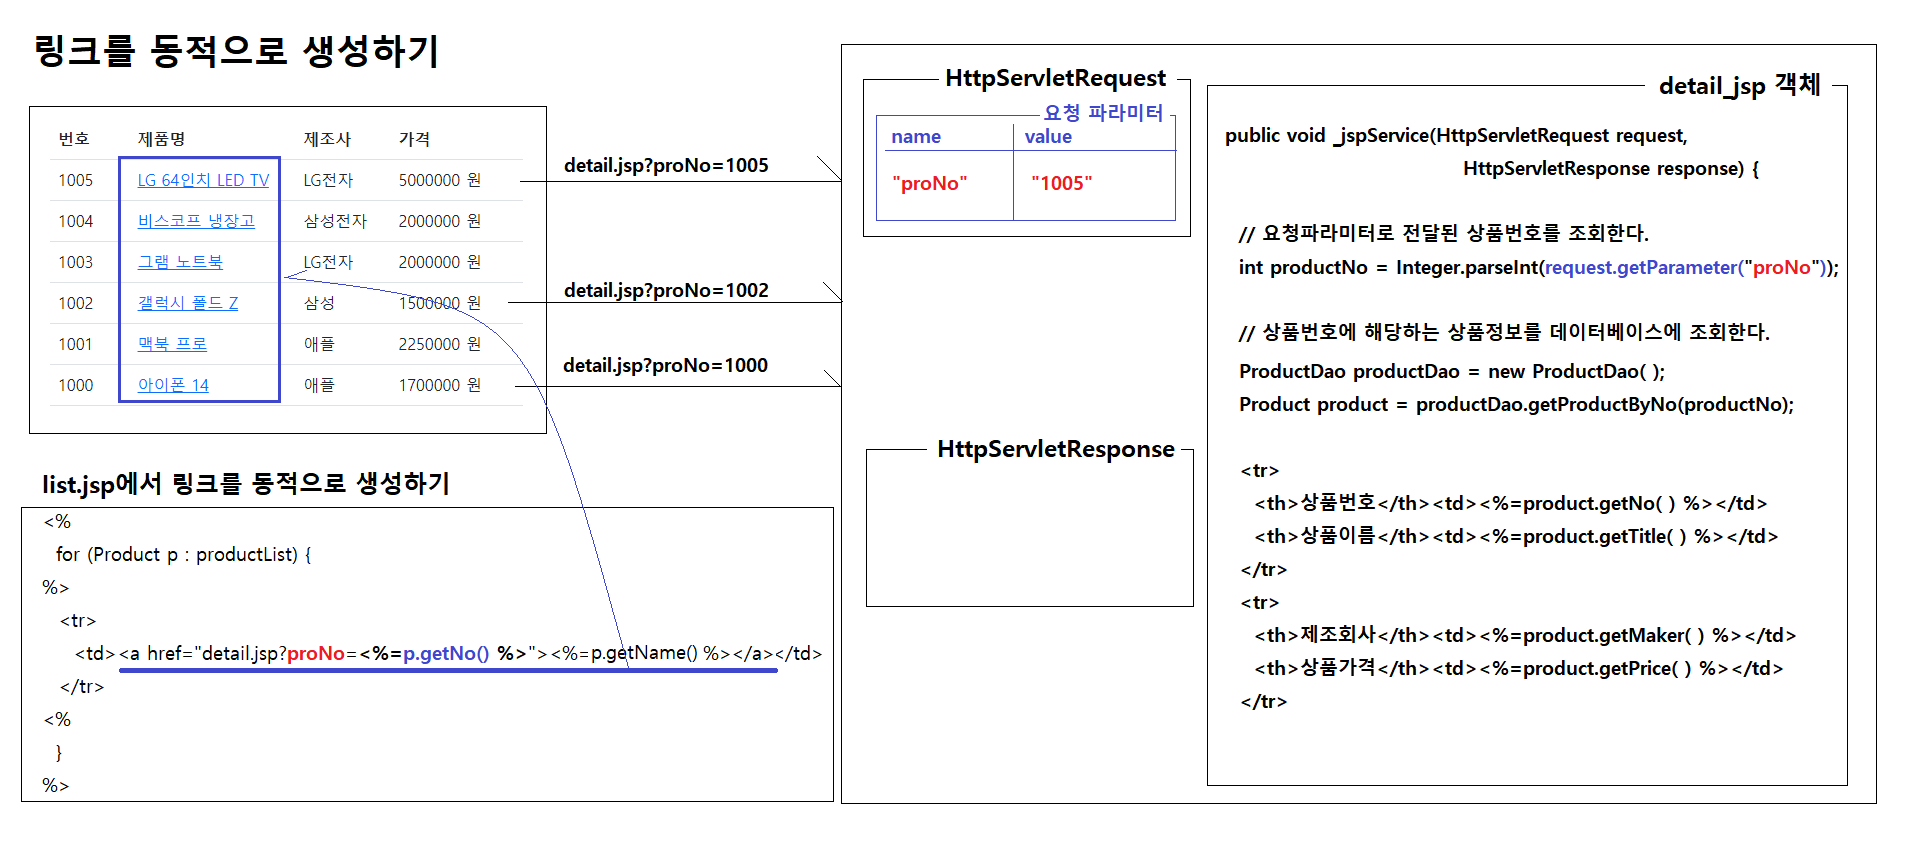 링크를 동적으로 생성하기
번호 제품명 제조사 가격
1005 LG 64인치 LED TV LG전자 5000000 원
1004 비스코프 냉장고 삼성전자 2000000 원
1003 그램 노트북 LG전자 2000000 원
1002 갤럭시 폴드 Z 삼성 1500000 원
1001 맥북 프로 애플 2250000 원
1000 아이폰 14 애플 1700000 원
detail.jsp?proNo=1005
detail.jsp?proNo=1002
detail.jsp?proNo=1000
list.jsp에서 링크를 동적으로 생성하기
<%
for (Product p : productList) {
%>
<tr>
<td><a href="detail.jsp?proNo=<%=p.getNo() %>"><%=p.getName() %></a></td>
</tr>
<%
}
%>
HttpServletRequest
요청 파라미터
name value
"proNo" "1005"
HttpServletResponse
detail_jsp 객체
public void _jspService(HttpServletRequest request,
HttpServletResponse response) {
// 요청파라미터로 전달된 상품번호를 조회한다.
int productNo = Integer.parseInt(request.getParameter("proNo"));
// 상품번호에 해당하는 상품정보를 데이터베이스에 조회한다.
ProductDao productDao = new ProductDao( );
Product product = productDao.getProductByNo(productNo);
<tr>
<th>상품번호</th><td><%=product.getNo( ) %></td>
<th>상품이름</th><td><%=product.getTitle( ) %></td>
</tr>
<tr>
<th>제조회사</th><td><%=product.getMaker( ) %></td>
<th>상품가격</th><td><%=product.getPrice( ) %></td>
</tr>